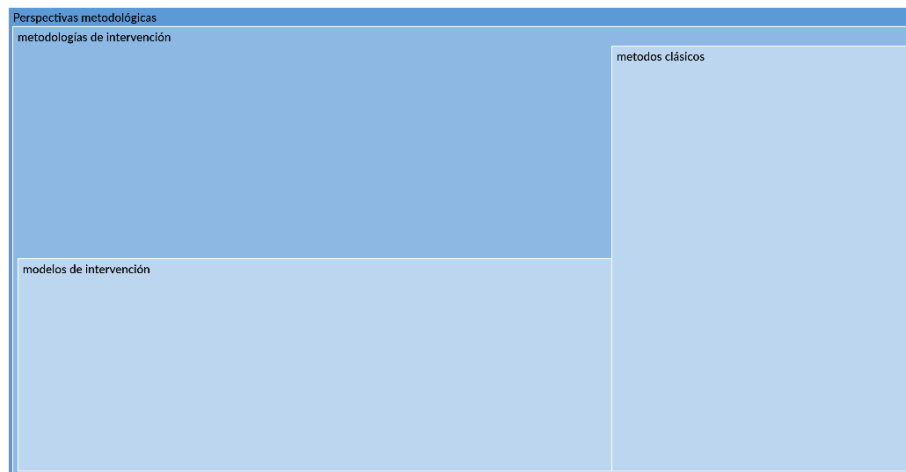 Perspectivas metodológicas
metodologías de intervención
metodos clásicos
modelos de intervención